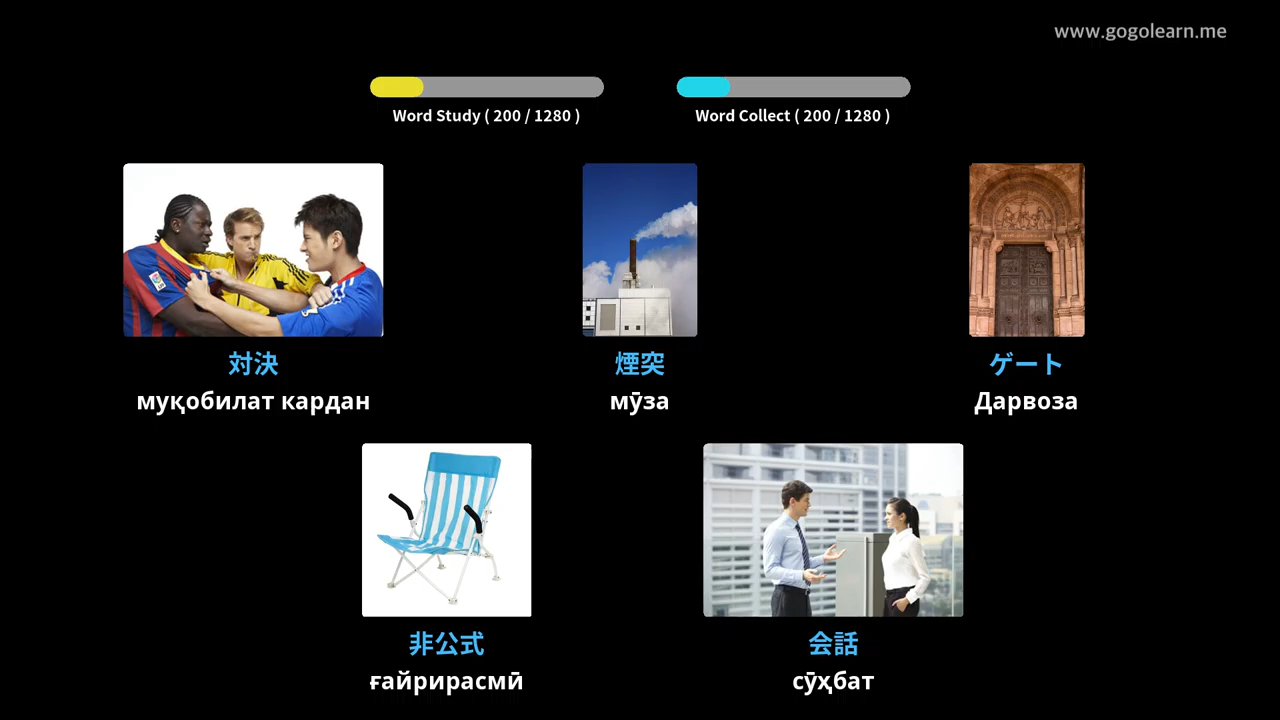 www.gogolearn.me
Word Study ( 200 / 1280 )
Word Collect ( 200 / 1280 )
対決
муқобилат кардан
煙突
мӯза
ゲート
Дарвоза
非公式
ғайрирасмӣ
会話
сӯҳбат